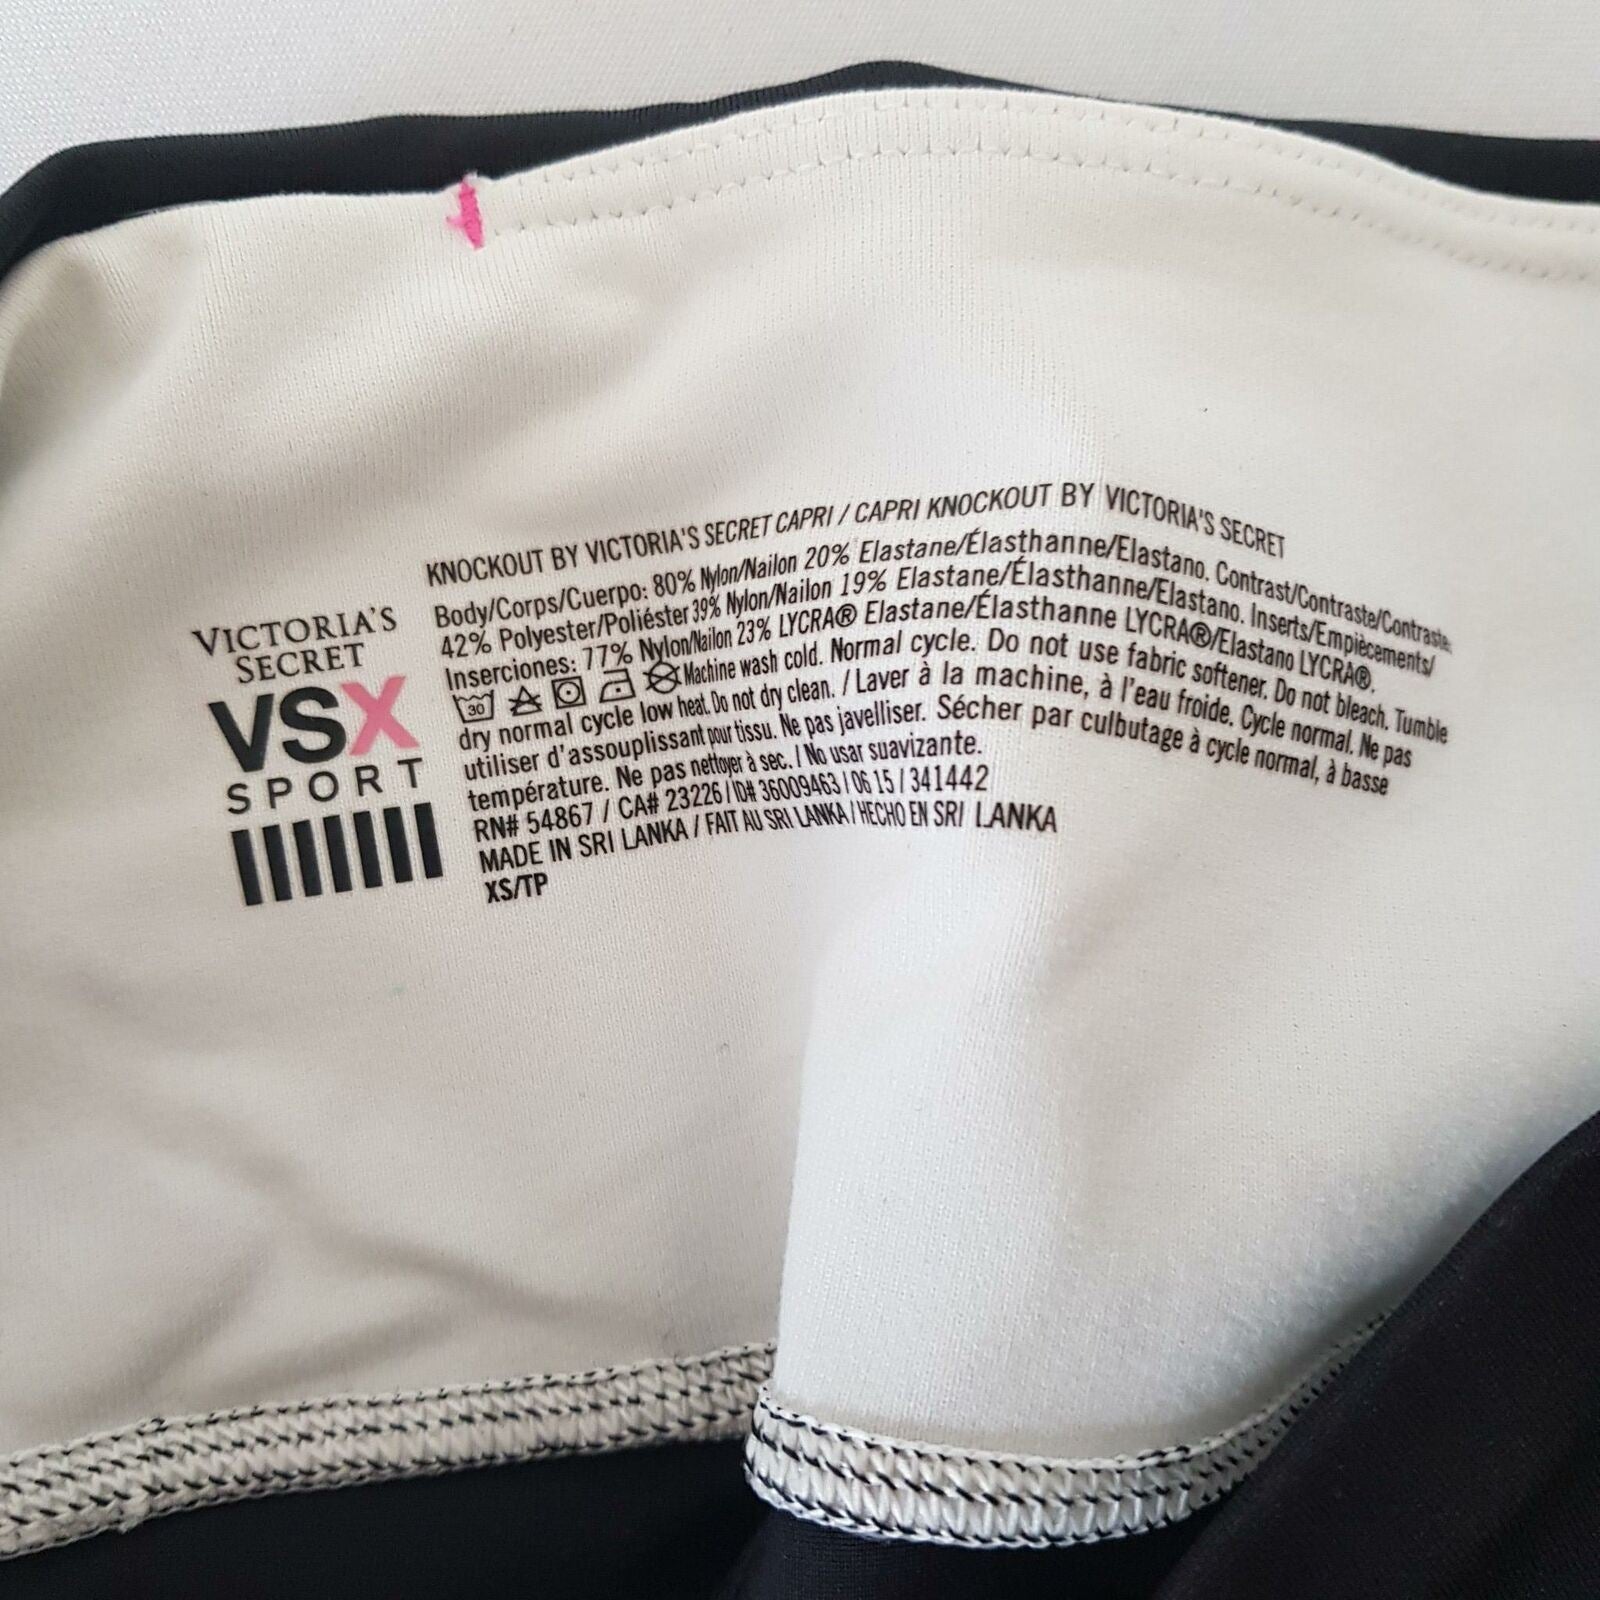 VICTORIA'S
SECRET
VSX
SPORT
KNOCKOUT BY VICTORIA'S SECRET CAPRI / CAPRI KNOCKOUT BY VICTORIA'S SECRET
Body/Corps/Cuerpo: 80% Nylon/Nailon 20% Elastane/Élasthanne/Elastano. Contrast/Contraste/Contraste:
42% Polyester/Poliéster 39% Nylon/Nailon 19% Elastane/Élasthanne/Elastano. Inserts/Empiècements/
Inserciones: 77% Nylon/Nailon 23% LYCRA® Elastane/Élasthanne LYCRA®/Elastano LYCRA®.
30 Machine wash cold. Normal cycle. Do not use fabric softener. Do not bleach. Tumble
dry normal cycle low heat. Do not dry clean. / Laver à la machine, à l'eau froide. Cycle normal. Ne pas
utiliser d'assouplissant pour tissu. Ne pas javelliser. Sécher par culbutage à cycle normal, à basse
température. Ne pas nettoyer à sec. / No usar suavizante.
RN# 54867 / CA# 23226 / ID# 36009463 / 06 15 / 341442
MADE IN SRI LANKA / FAIT AU SRI LANKA / HECHO EN SRI LANKA
XS/TP